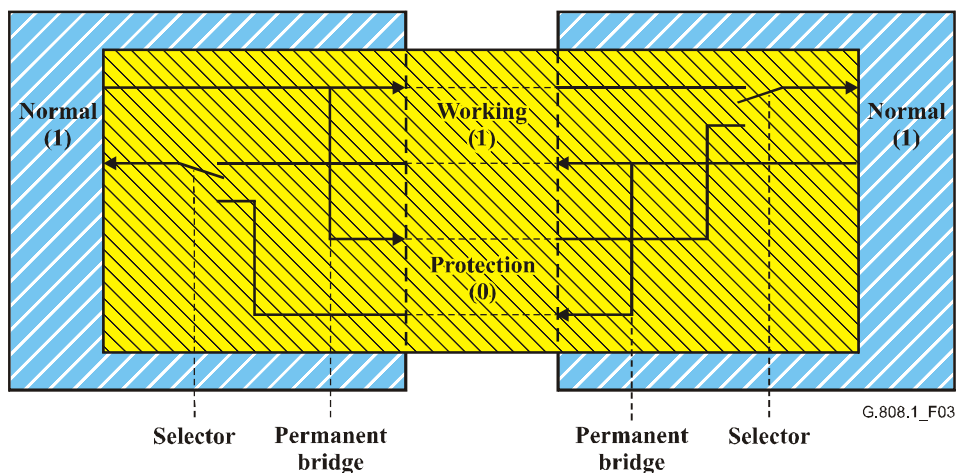 Normal
(1)
Working
(1)
Normal
(1)
Protection
(0)
G.808.1_F03
Selector
Permanent
bridge
Permanent
bridge
Selector